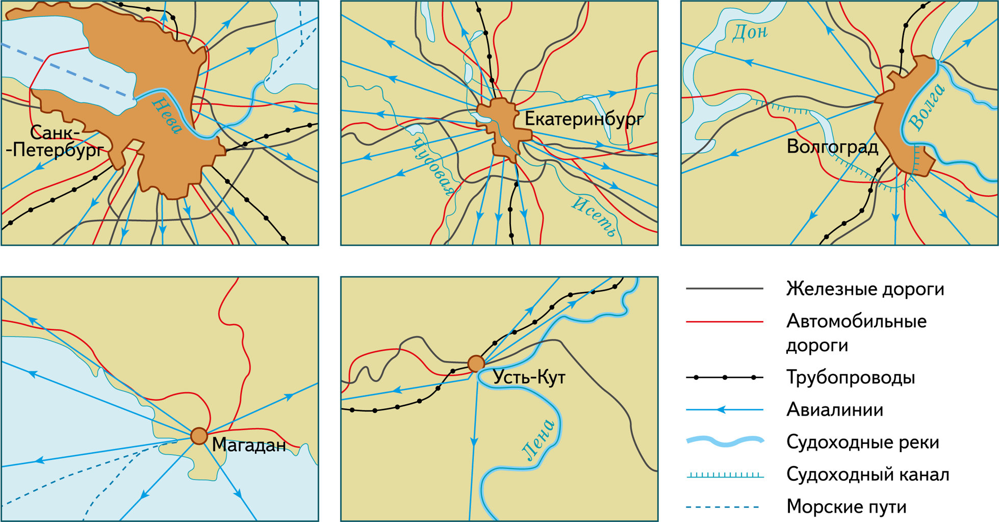 Нева
Санк-
-Петербург
Екатеринбург
Чусовая
Исеть
Дон
Волга
Волгоград
Магадан
Усть-Кут
Лена
Железные дороги
Автомобильные
дороги
Трубопроводы
Авиалинии
Судоходные реки
Судоходный канал
Морские пути